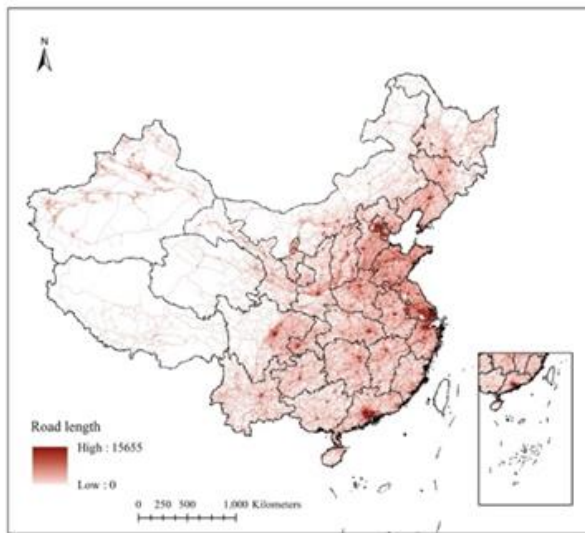 N
Road length
High : 15655
Low : 0
0 250 500 1,000 Kilometers